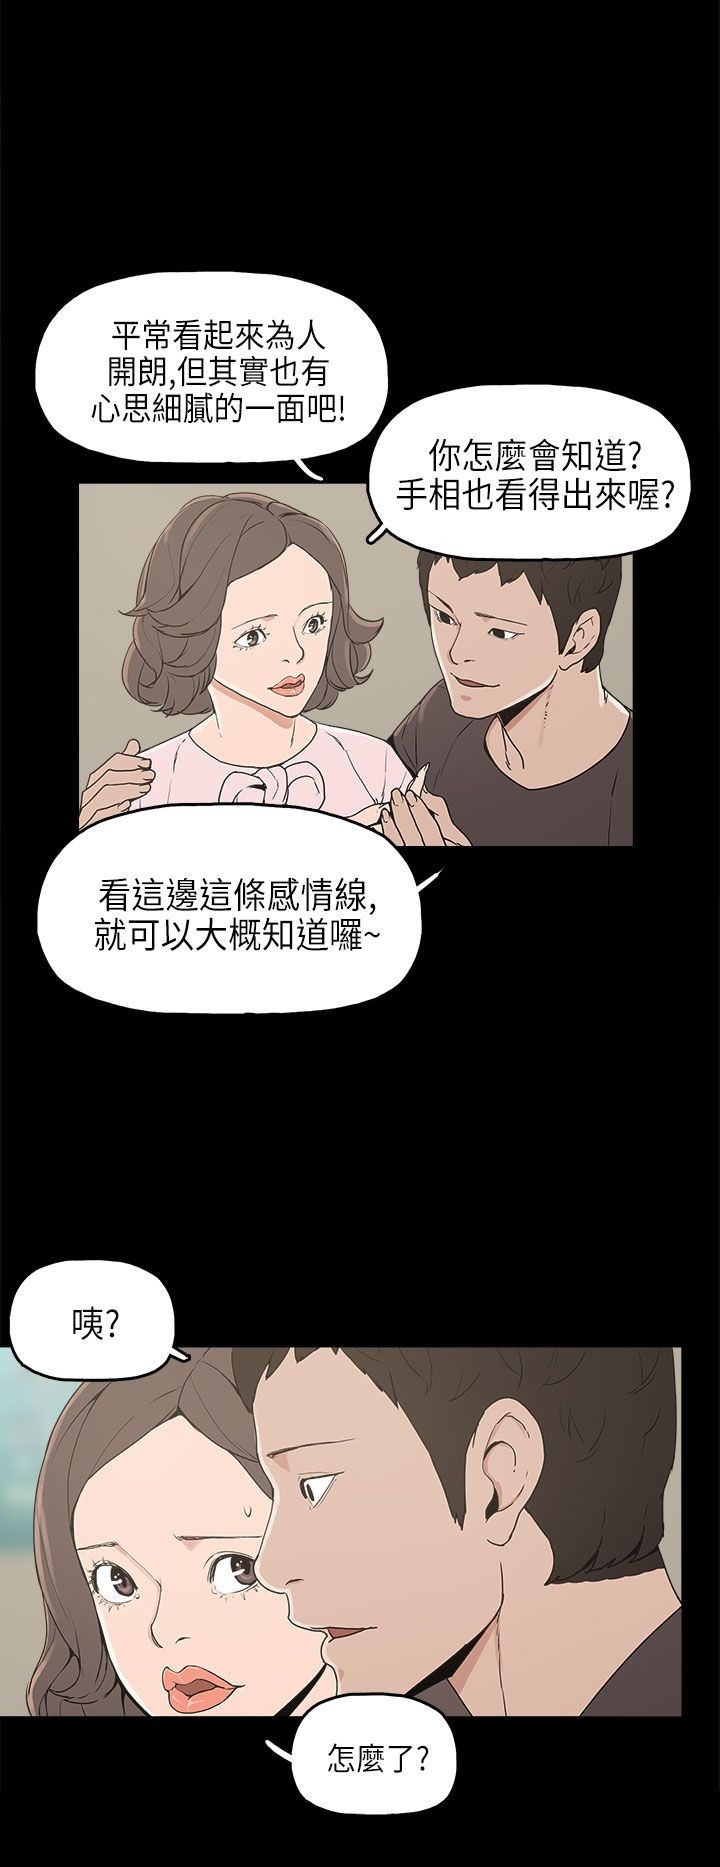 平常看起來為人
開朗,但其實也有
心思細膩的一面吧!
你怎麼會知道?
手相也看得出來喔?
看這邊這條感情線,
就可以大概知道囉~
咦?
怎麼了?